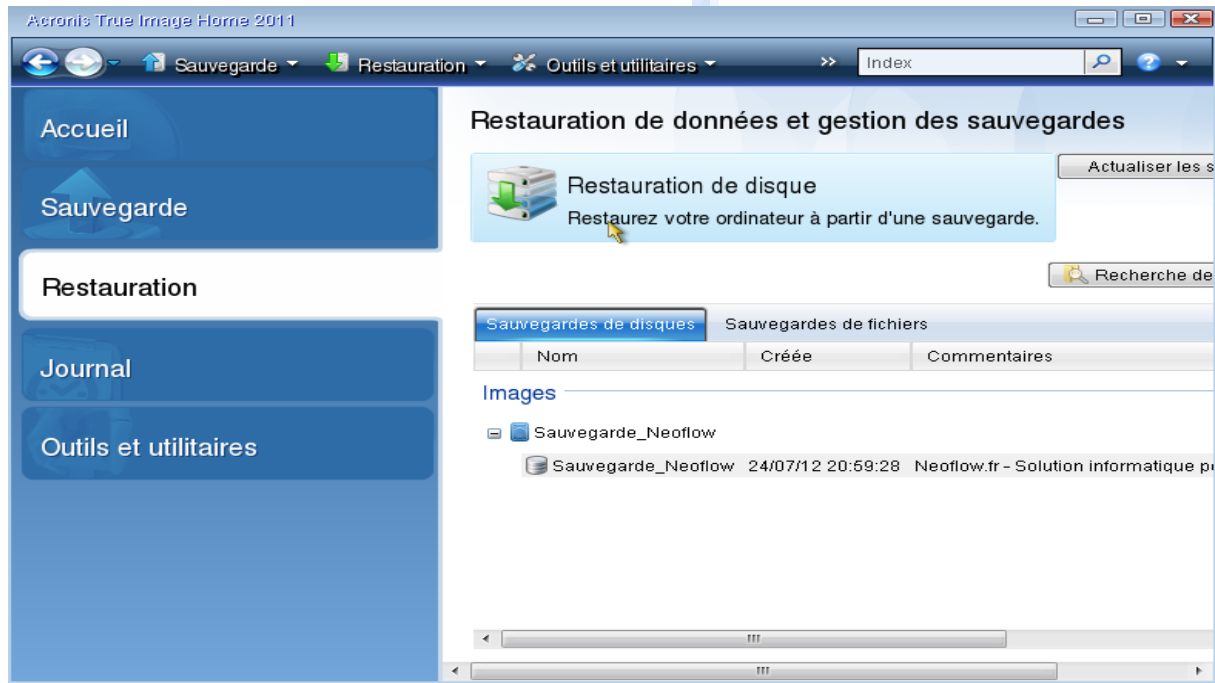 Acronis True Image Home 2011
Sauvegarde Restauration Outils et utilitaires >> Index
Accueil
Sauvegarde
Restauration
Journal
Outils et utilitaires
Restauration de données et gestion des sauvegardes
Restauration de disque
Restaurez votre ordinateur à partir d'une sauvegarde.
Actualiser les s
Recherche de
Sauvegardes de disques Sauvegardes de fichiers
Nom Créée Commentaires
Images
Sauvegarde_Neoflow
Sauvegarde_Neoflow 24/07/12 20:59:28 Neoflow.fr - Solution informatique